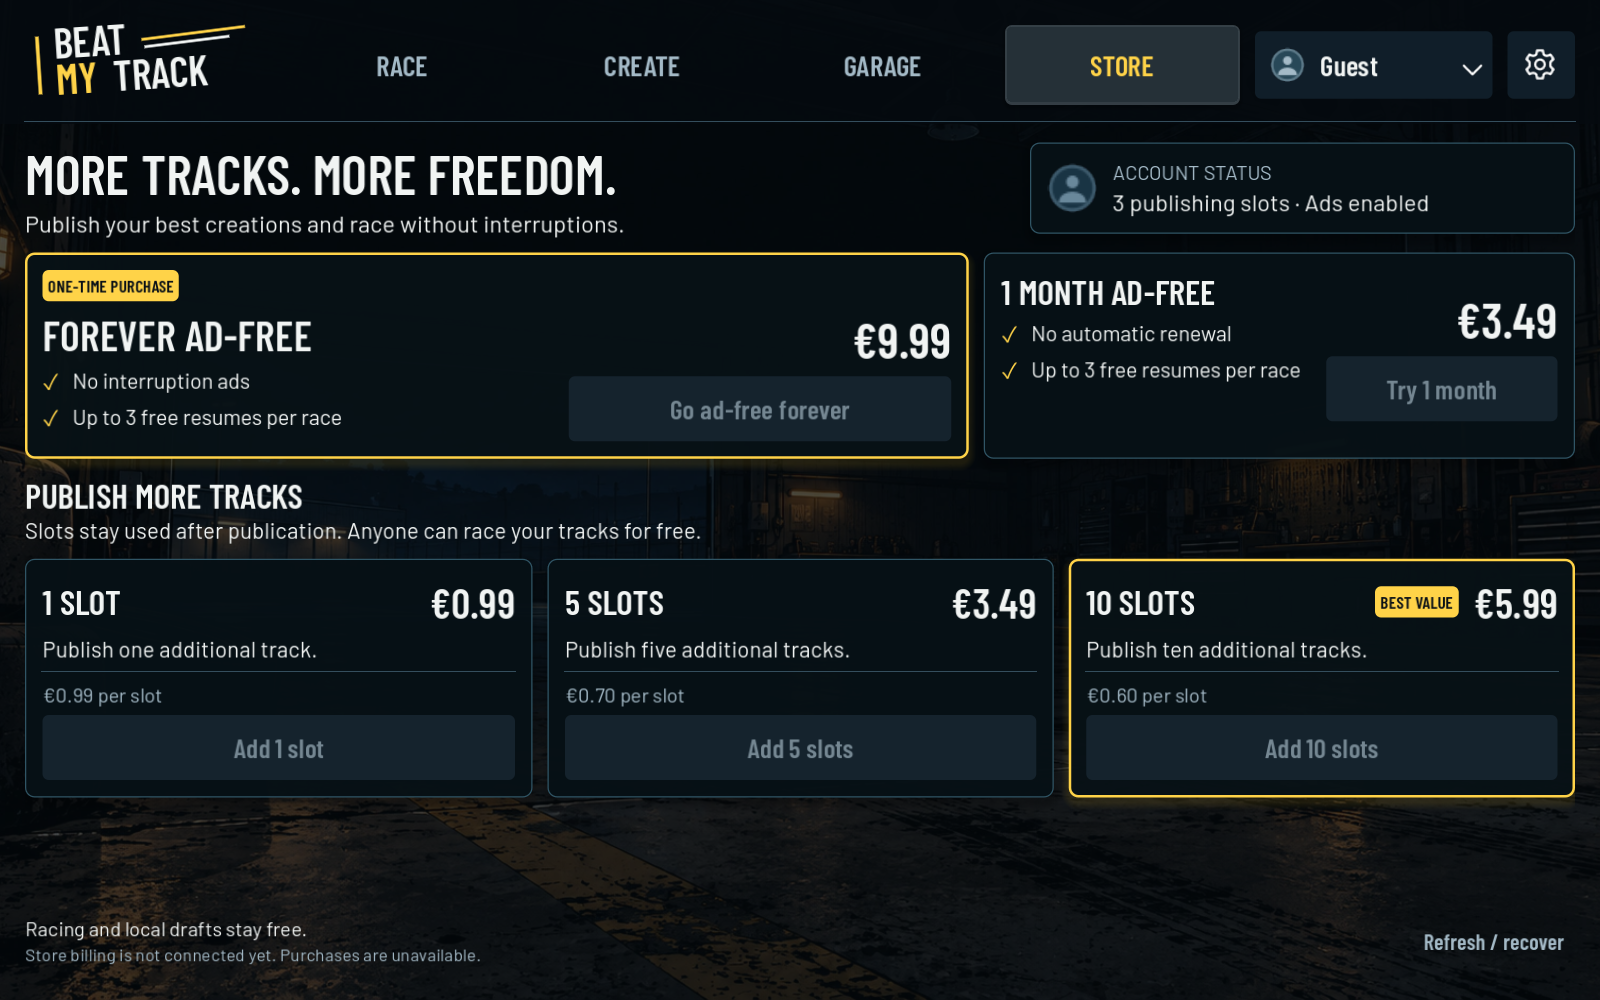 BEAT
MY TRACK
RACE
CREATE
GARAGE
STORE
Guest
MORE TRACKS. MORE FREEDOM.
Publish your best creations and race without interruptions.
ACCOUNT STATUS
3 publishing slots · Ads enabled
ONE-TIME PURCHASE
FOREVER AD-FREE
€9.99
No interruption ads
Up to 3 free resumes per race
Go ad-free forever
1 MONTH AD-FREE
€3.49
No automatic renewal
Up to 3 free resumes per race
Try 1 month
PUBLISH MORE TRACKS
Slots stay used after publication. Anyone can race your tracks for free.
1 SLOT
€0.99
Publish one additional track.
€0.99 per slot
Add 1 slot
5 SLOTS
€3.49
Publish five additional tracks.
€0.70 per slot
Add 5 slots
10 SLOTS
BEST VALUE
€5.99
Publish ten additional tracks.
€0.60 per slot
Add 10 slots
Racing and local drafts stay free.
Store billing is not connected yet. Purchases are unavailable.
Refresh / recover